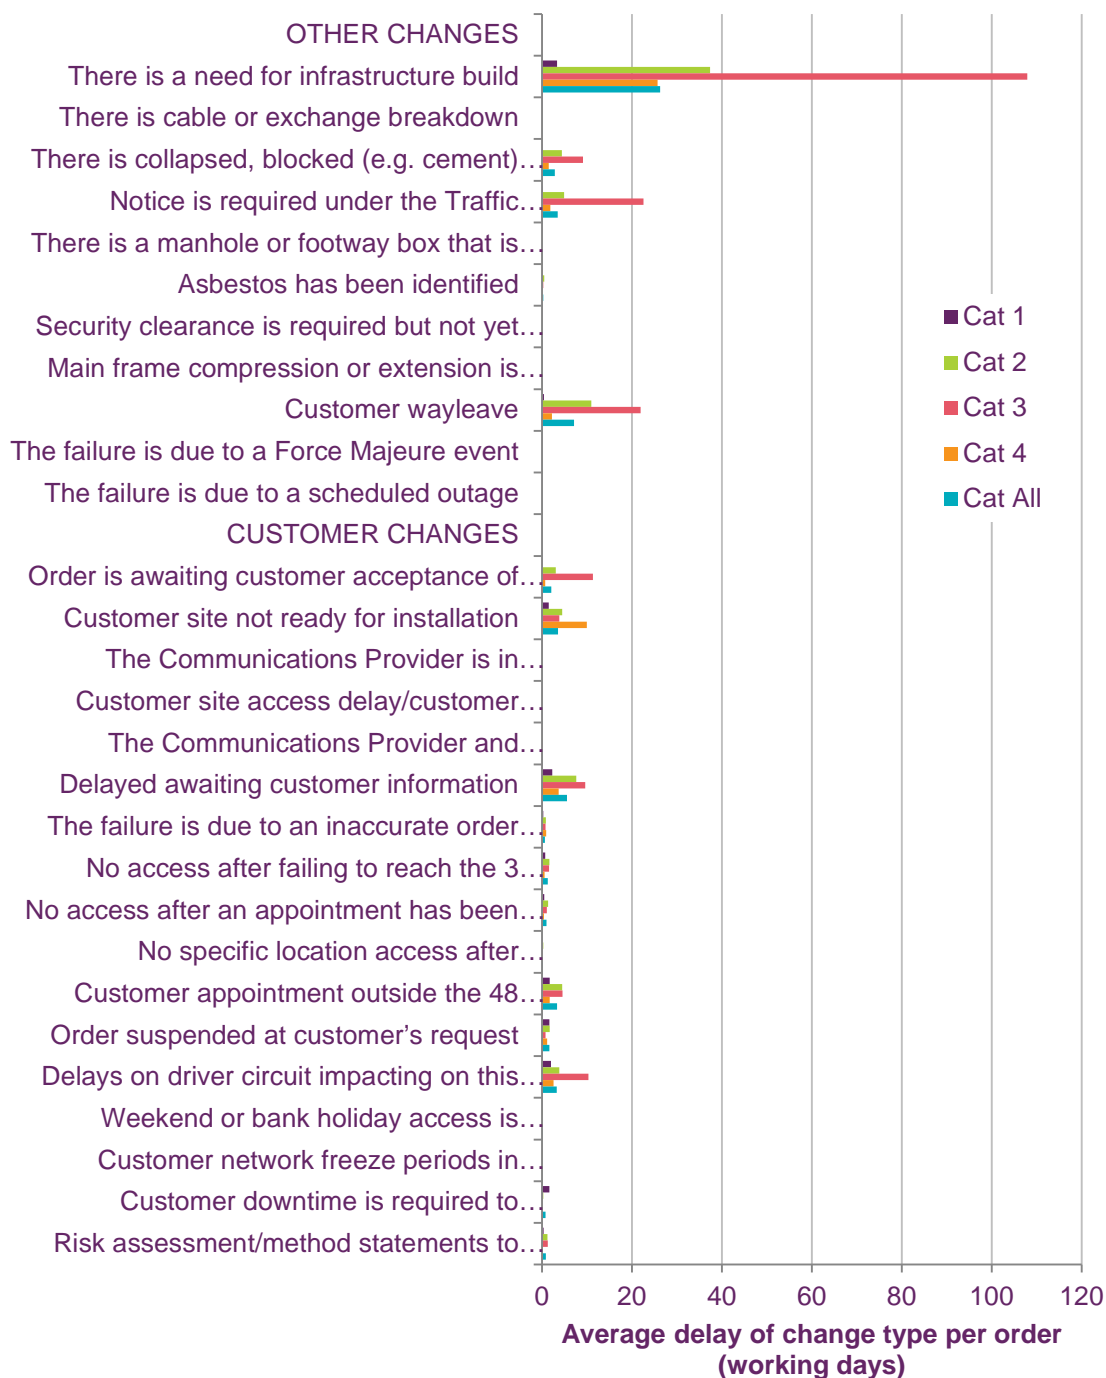 OTHER CHANGES
There is a need for infrastructure build
There is cable or exchange breakdown
There is collapsed, blocked (e.g. cement)…
Notice is required under the Traffic…
There is a manhole or footway box that is…
Asbestos has been identified
Security clearance is required but not yet…
Main frame compression or extension is…
Customer wayleave
The failure is due to a Force Majeure event
The failure is due to a scheduled outage
CUSTOMER CHANGES
Order is awaiting customer acceptance of…
Customer site not ready for installation
The Communications Provider is in…
Customer site access delay/customer…
The Communications Provider and…
Delayed awaiting customer information
The failure is due to an inaccurate order…
No access after failing to reach the 3…
No access after an appointment has been…
No specific location access after…
Customer appointment outside the 48…
Order suspended at customer’s request
Delays on driver circuit impacting on this…
Weekend or bank holiday access is…
Customer network freeze periods in…
Customer downtime is required to…
Risk assessment/method statements to…
Cat 1
Cat 2
Cat 3
Cat 4
Cat All
0 20 40 60 80 100 120
Average delay of change type per order
(working days)